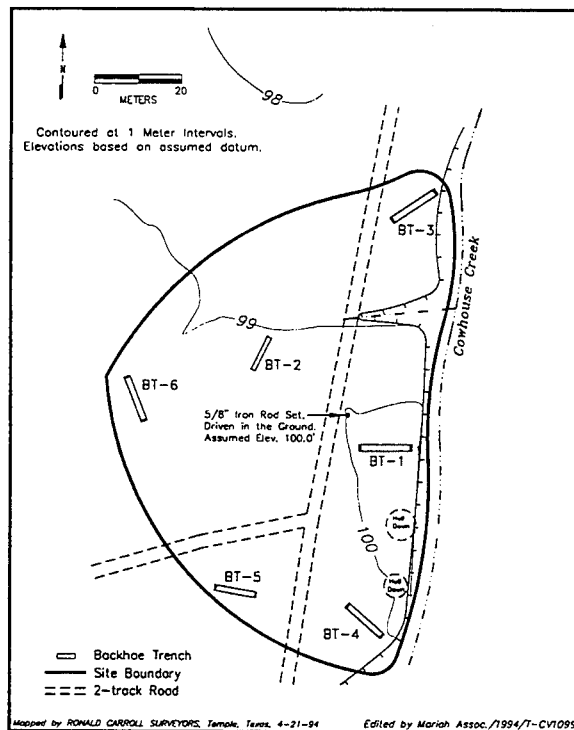 N
0 20
METERS
98
Contoured at 1 Meter Intervals.
Elevations based on assumed datum.
BT-3
Cowhouse Creek
99
BT-2
BT-6
5/8" Iron Rod Set,
Driven in the Ground.
Assumed Elev. 100.0'
BT-1
Hull
Down
100
Hull
Down
BT-5
BT-4
Backhoe Trench
Site Boundary
2-track Road
Mapped by RONALD CARROLL SURVEYORS, Temple, Texas, 4-21-94
Edited by Mariah Assoc./1994/T-CV1099